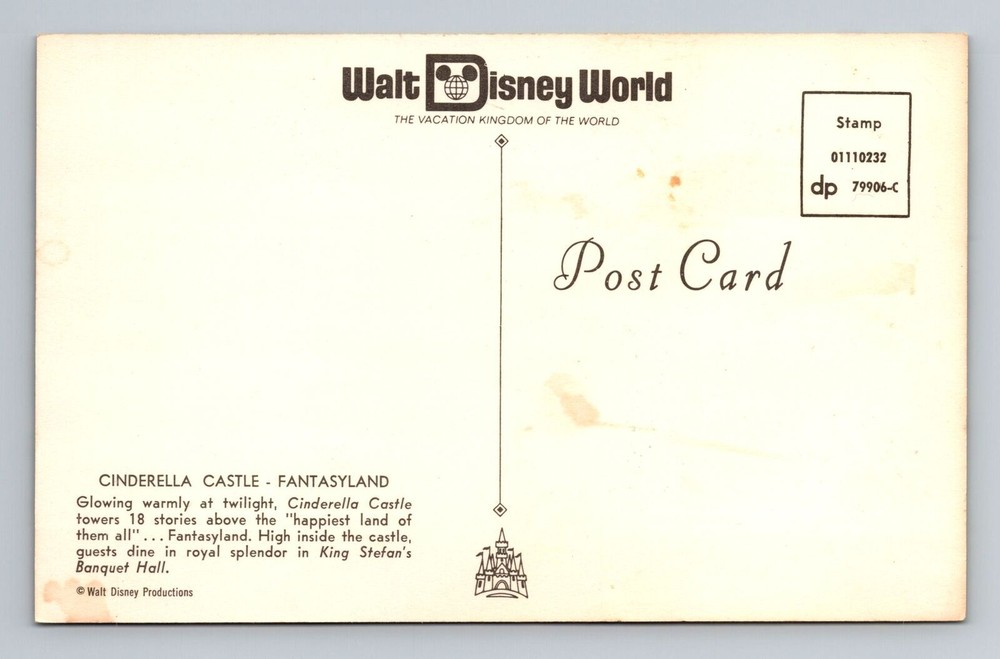 Walt Disney World
THE VACATION KINGDOM OF THE WORLD
Stamp
01110232
dp 79906-C
Post Card
CINDERELLA CASTLE - FANTASYLAND
Glowing warmly at twilight, Cinderella Castle
towers 18 stories above the "happiest land of
them all" . . . Fantasyland. High inside the castle,
guests dine in royal splendor in King Stefan's
Banquet Hall.
© Walt Disney Productions